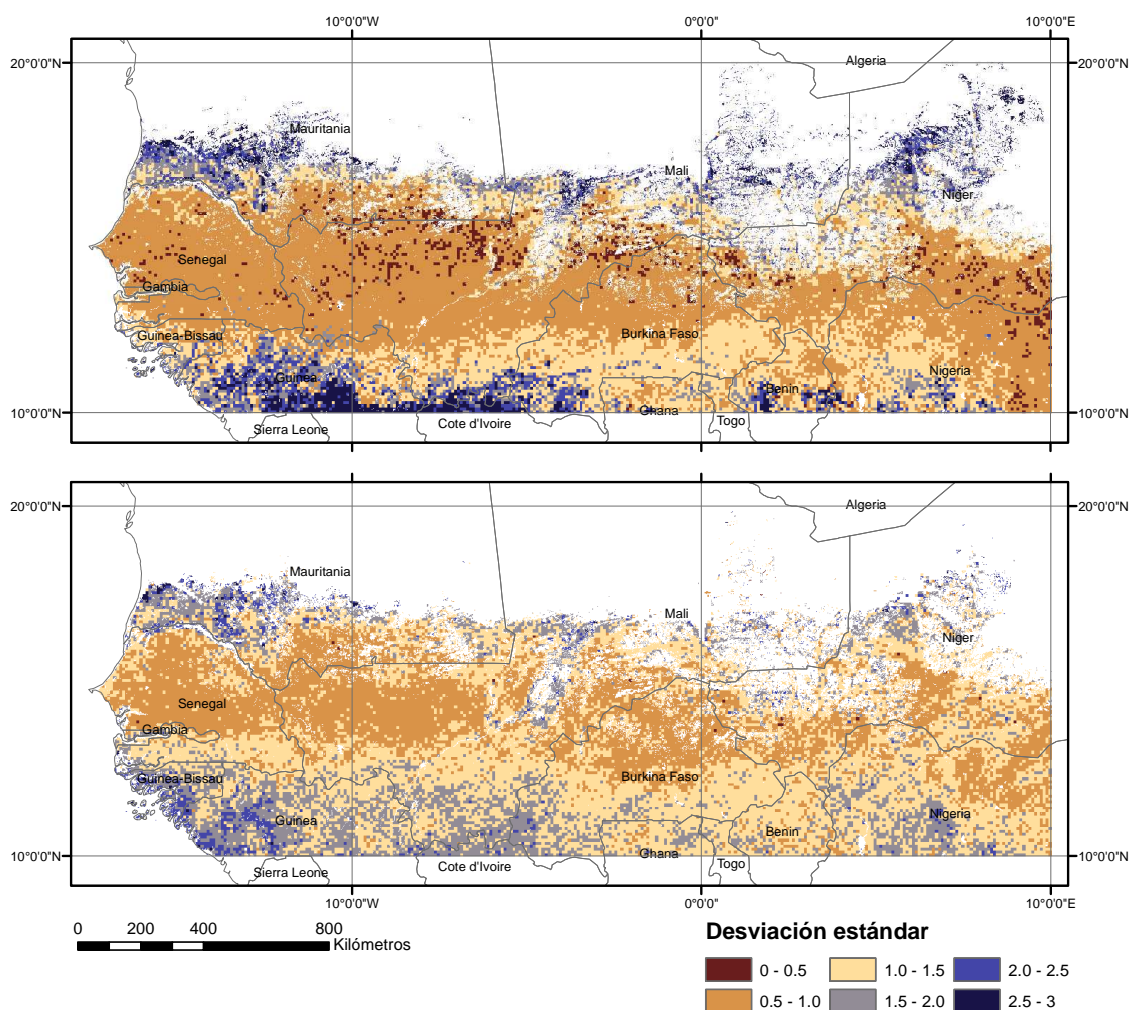 10°0'0"W 0°0'0" 10°0'0"E
20°0'0"N 20°0'0"N
Algeria
Mauritania
Mali
Niger
Senegal
Gambia
Guinea-Bissau Burkina Faso
Guinea Benin Nigeria
10°0'0"N Ghana 10°0'0"N
Sierra Leone Cote d'Ivoire Togo
20°0'0"N Algeria 20°0'0"N
Mauritania
Mali
Niger
Senegal
Gambia
Guinea-Bissau Burkina Faso
Guinea Benin Nigeria
10°0'0"N Ghana 10°0'0"N
Sierra Leone Cote d'Ivoire Togo
10°0'0"W 0°0'0" 10°0'0"E
0 200 400 800
Kilómetros
Desviación estándar
0 - 0.5 1.0 - 1.5 2.0 - 2.5
0.5 - 1.0 1.5 - 2.0 2.5 - 3